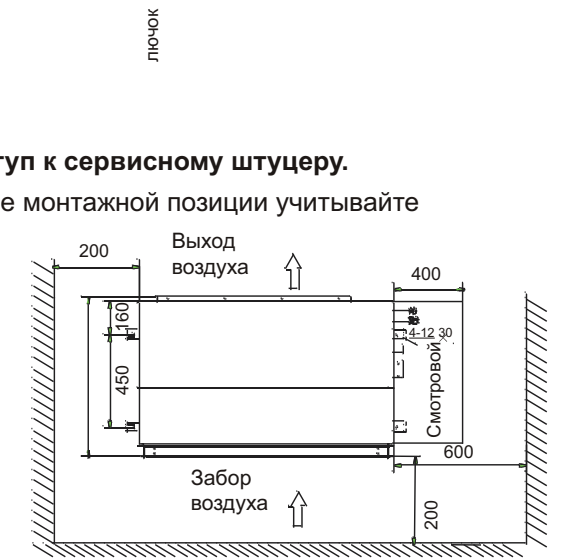 лючок
туп к сервисному штуцеру.
е монтажной позиции учитывайте
200
Выход
воздуха
400
160
4-12 30
450
Смотровой
600
Забор
воздуха
200